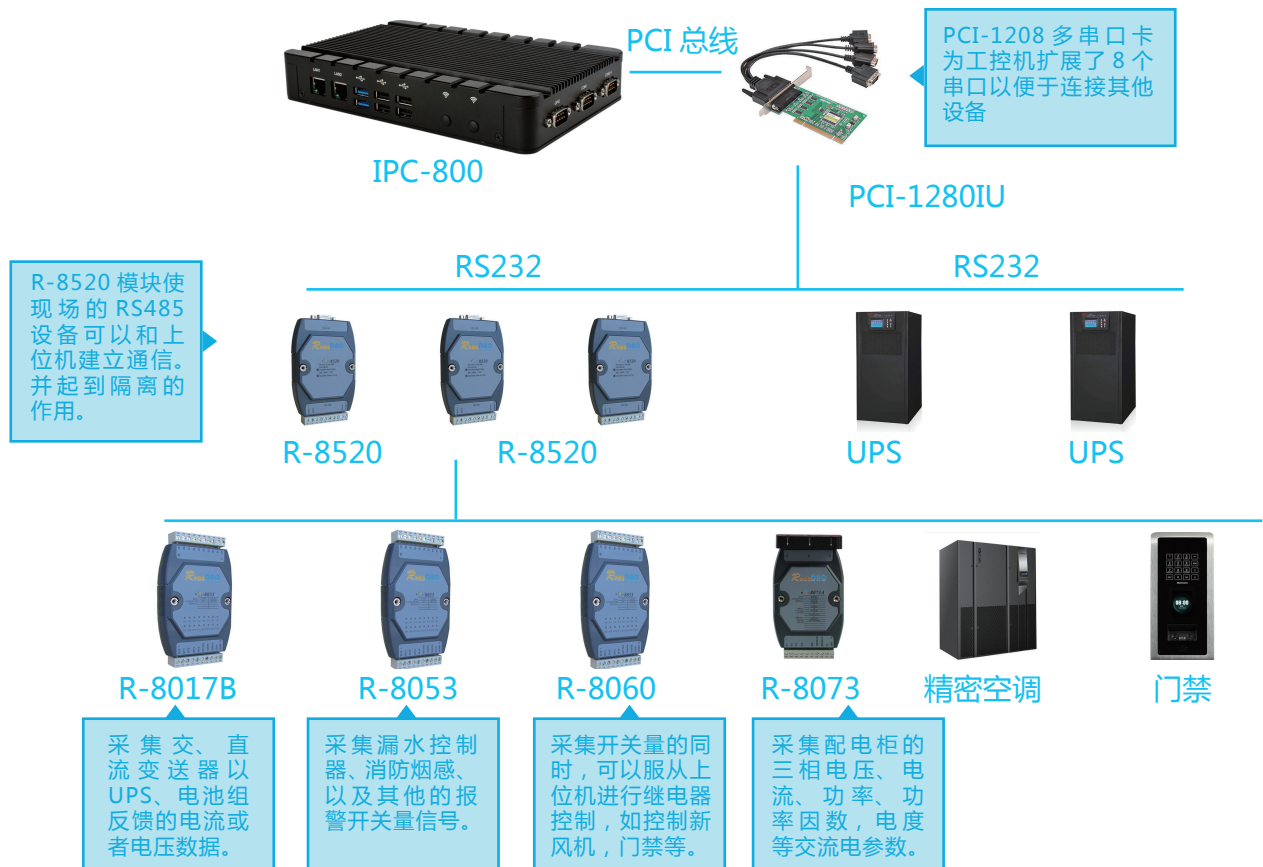 PCI 总线
PCI-1208 多串口卡
为工控机扩展了 8 个
串口以便于连接其他
设备
IPC-800
PCI-1280IU
RS232
RS232
R-8520 模块使
现场的 RS485
设备可以和上
位机建立通信。
并起到隔离的
作用。
R-8520
R-8520
UPS
UPS
R-8017B
R-8053
R-8060
R-8073
精密空调
门禁
采集交、直
流变送器以
UPS、电池组
反馈的电流或
者电压数据。
采集漏水控制
器、消防烟感、
以及其他的报
警开关量信号。
采集开关量的同
时，可以服从上
位机进行继电器
控制，如控制新
风机，门禁等。
采集配电柜的
三相电压、电
流、功率、功
率因数，电度
等交流电参数。